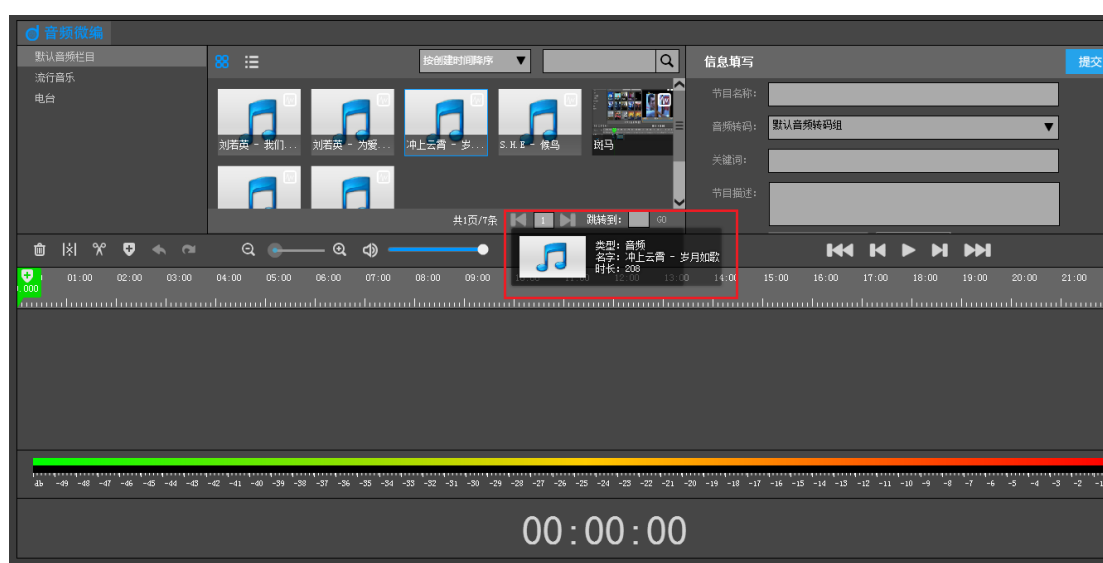 音频微编
默认音频栏目
流行音乐
电台
按创建时间降序
刘若英 - 我们...
刘若英 - 为爱...
冲上云霄 - 岁...
S.H.E - 候鸟
斑马
共1页/7条
1
跳转到:
GO
信息填写
提交
节目名称:
音频转码:
默认音频转码组
关键词:
节目描述:
类型: 音频
名字: 冲上云霄 - 岁月如歌
时长: 208
000
01:00 02:00 03:00 04:00 05:00 06:00 07:00 08:00 09:00 10:00 11:00 12:00 13:00 14:00 15:00 16:00 17:00 18:00 19:00 20:00 21:00
db -49 -48 -47 -46 -45 -44 -43 -42 -41 -40 -39 -38 -37 -36 -35 -34 -33 -32 -31 -30 -29 -28 -27 -26 -25 -24 -23 -22 -21 -20 -19 -18 -17 -16 -15 -14 -13 -12 -11 -10 -9 -8 -7 -6 -5 -4 -3 -2
00:00:00